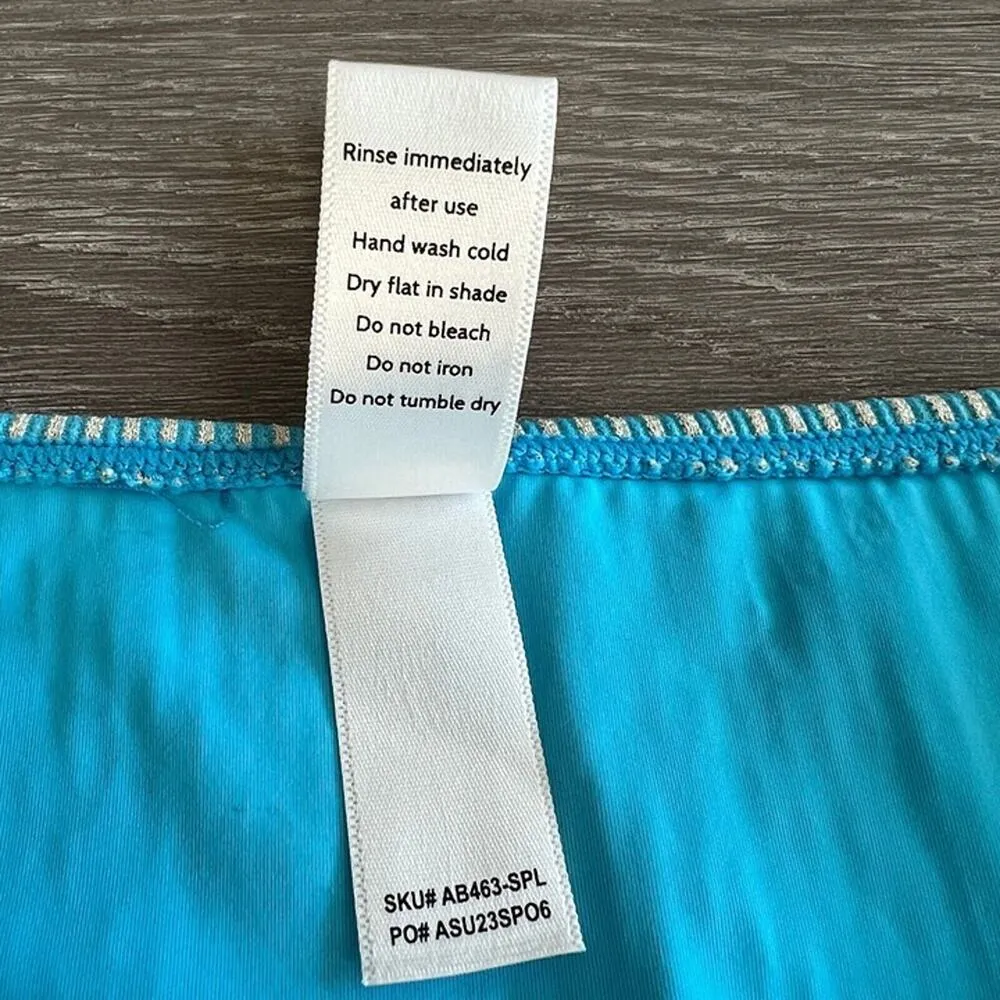 Rinse immediately
after use
Hand wash cold
Dry flat in shade
Do not bleach
Do not iron
Do not tumble dry
SKU# AB463-SPL
PO# ASU23SPO6